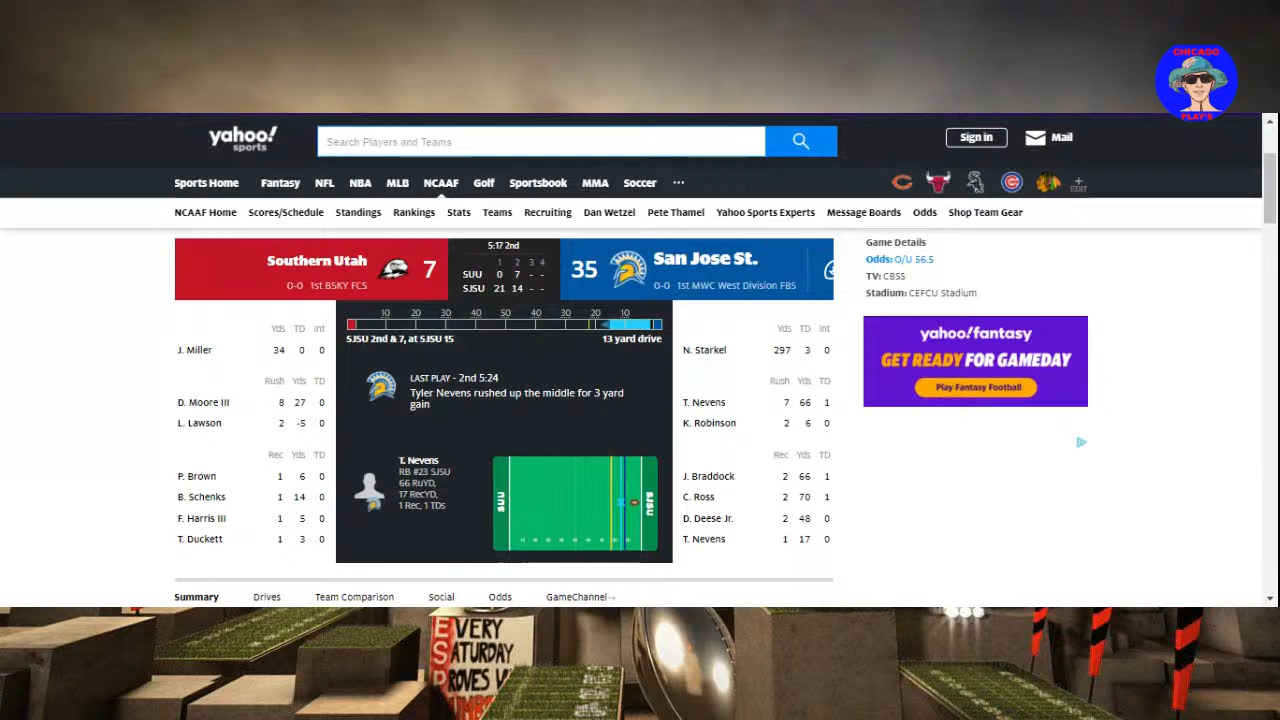 CHICAGO
PLAY'S
yahoo!
sports
Search Players and Teams
Sign in
Mail
Sports Home Fantasy NFL NBA MLB NCAAF Golf Sportsbook MMA Soccer ...
+
EDIT
NCAAF Home Scores/Schedule Standings Rankings Stats Teams Recruiting Dan Wetzel Pete Thamel Yahoo Sports Experts Message Boards Odds Shop Team Gear
Southern Utah
7
0-0 1st BSKY FCS
5:17 2nd
1 2 3 4
SUU 0 7 - -
SJSU 21 14 - -
35
San Jose St.
0-0 1st MWC West Division FBS
Game Details
Odds: O/U 56.5
TV: CBSS
Stadium: CEFCU Stadium
10 20 30 40 50 40 30 20 10
SJSU 2nd & 7, at SJSU 15
13 yard drive
Yds TD Int
J. Miller 34 0 0
Rush Yds TD
D. Moore III 8 27 0
L. Lawson 2 -5 0
Rec Yds TD
P. Brown 1 6 0
B. Schenks 1 14 0
F. Harris III 1 5 0
T. Duckett 1 3 0
LAST PLAY - 2nd 5:24
Tyler Nevens rushed up the middle for 3 yard
gain
T. Nevens
RB #23 SJSU
66 RuYD,
17 RecYD,
1 Rec, 1 TDs
SUU
SJSU
Yds TD Int
N. Starkel 297 3 0
Rush Yds TD
T. Nevens 7 66 1
K. Robinson 2 6 0
Rec Yds TD
J. Braddock 2 66 1
C. Ross 2 70 1
D. Deese Jr. 2 48 0
T. Nevens 1 17 0
yahoo!fantasy
GET READY FOR GAMEDAY
Play Fantasy Football
Summary Drives Team Comparison Social Odds GameChannel
EVERY
SATURDAY
PROVES